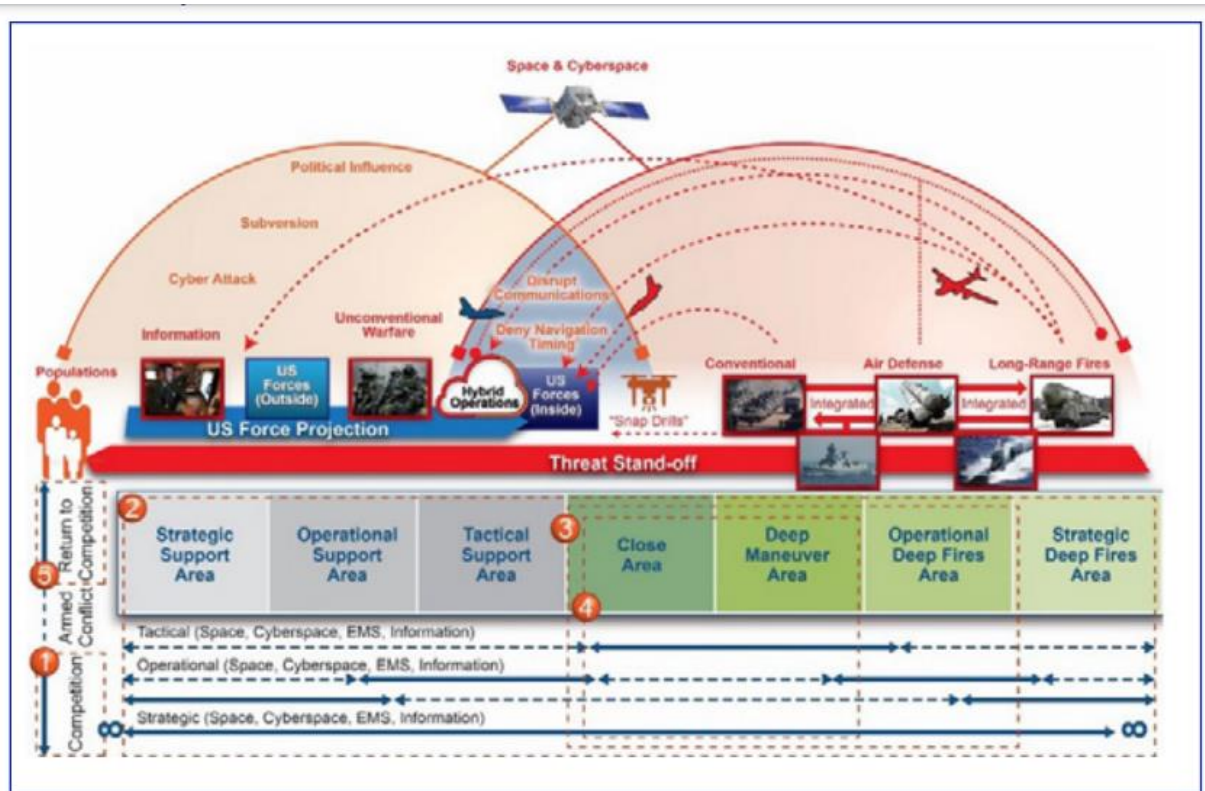 Space & Cyberspace
Political Influence
Subversion
Cyber Attack
Disrupt
Communications
Deny Navigation
Timing
Information
Unconventional
Warfare
Populations
US
Forces
(Outside)
Hybrid
Operations
US
Forces
(Inside)
"Snap Drills"
Conventional
Air Defense
Long-Range Fires
Integrated
Integrated
US Force Projection
Threat Stand-off
5
Return to
Competition
Armed
Conflict
1
Competition
2
Strategic
Support
Area
Operational
Support
Area
Tactical
Support
Area
3
Close
Area
4
Deep
Maneuver
Area
Operational
Deep Fires
Area
Strategic
Deep Fires
Area
Tactical (Space, Cyberspace, EMS, Information)
Operational (Space, Cyberspace, EMS, Information)
Strategic (Space, Cyberspace, EMS, Information)
∞
∞